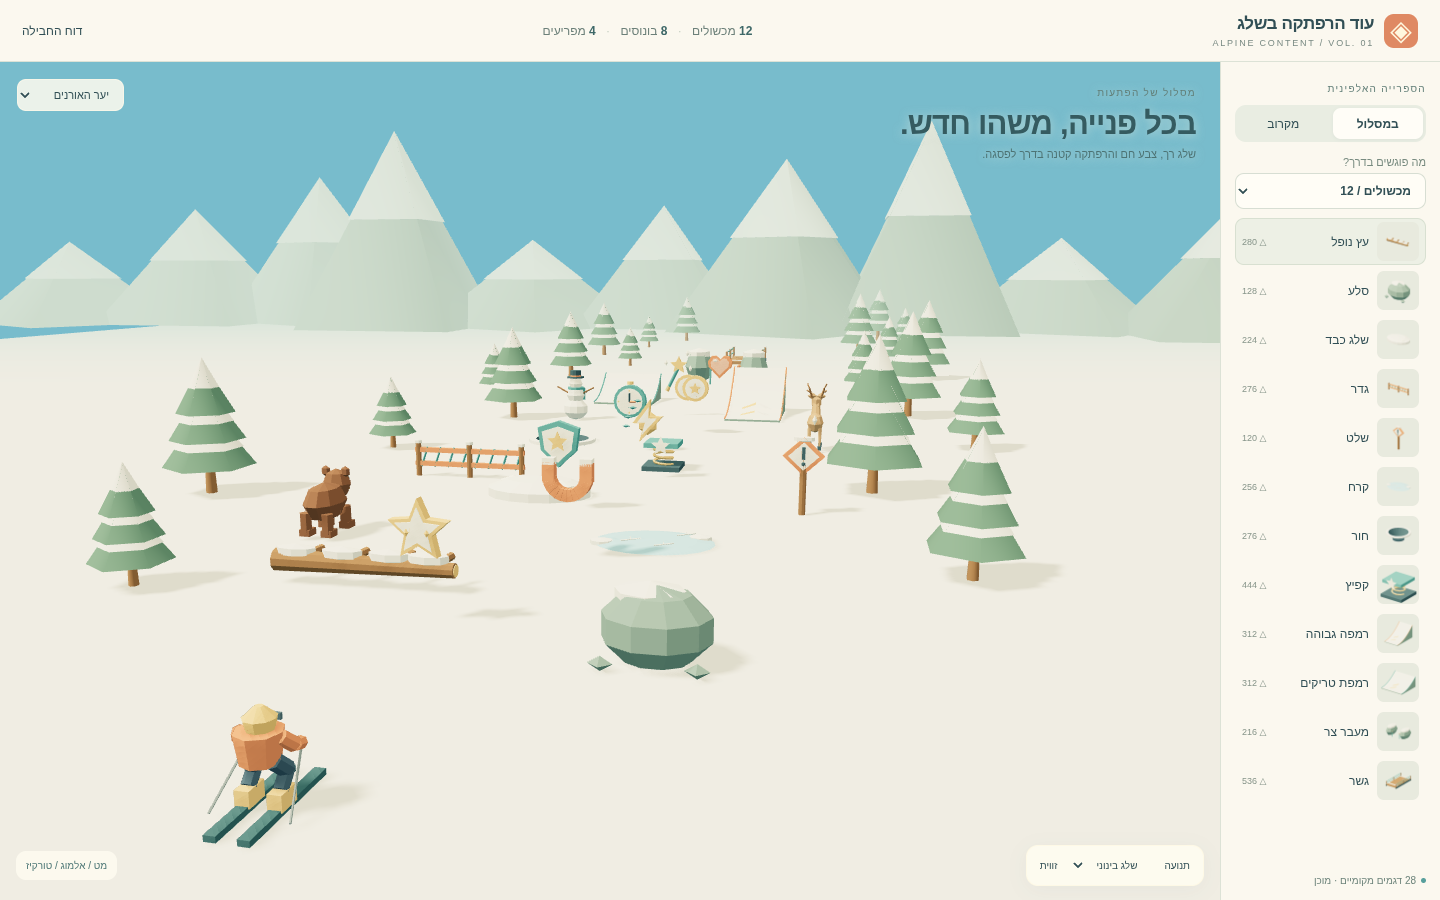 עוד הרפתקה בשלג
ALPINE CONTENT / VOL. 01
12 מכשולים · 8 בונוסים · 4 מפריעים
דוח החבילה
הספרייה האלפינית
במסלול
מקרוב
מה פוגשים בדרך?
מכשולים / 12
עץ נופל
280 △
סלע
128 △
שלג כבד
224 △
גדר
276 △
שלט
120 △
קרח
256 △
חור
276 △
קפיץ
444 △
רמפה גבוהה
312 △
רמפת טריקים
312 △
מעבר צר
216 △
גשר
536 △
28 דגמים מקומיים · מוכן
מסלול של הפתעות
בכל פנייה, משהו חדש.
שלג רך, צבע חם והרפתקה קטנה בדרך לפסגה.
יער האורנים
תנועה
שלג בינוני
זווית
מט / אלמוג / טורקיז